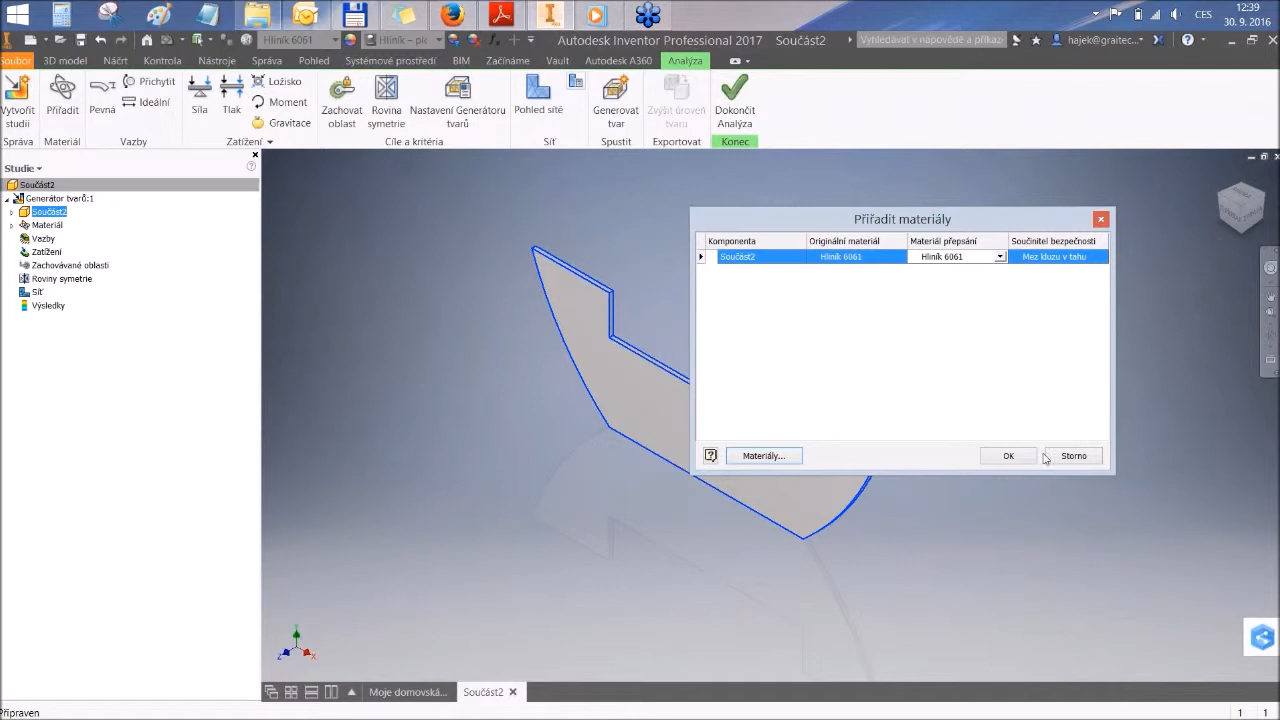 12:39
CES
30. 9. 2016
Hliník 6061
Hliník – plc
Autodesk Inventor Professional 2017 Součást2
Vyhledávat v nápovědě a příkaz
hajek@graitec...
Soubor 3D model Náčrt Kontrola Nástroje Správa Pohled Systémové prostředí BIM Začínáme Vault Autodesk A360 Analýza
Vytvořit studii
Přiřadit
Pevná
Přichytit
Ideální
Síla
Tlak
Ložisko
Moment
Gravitace
Zachovat oblast
Rovina symetrie
Nastavení Generátoru tvarů
Pohled sítě
Generovat tvar
Zvýšit úroveň tvaru
Dokončit Analýza
Správa Materiál Vazby Zatížení Cíle a kritéria Síť Spustit Exportovat Konec
Studie
Součást2
Generátor tvarů:1
Součást2
Materiál
Vazby
Zatížení
Zachovávané oblasti
Roviny symetrie
Síť
Výsledky
Přiřadit materiály
Komponenta Originální materiál Materiál přepsání Součinitel bezpečnosti
Součást2 Hliník 6061 Hliník 6061 Mez kluzu v tahu
Materiály... OK Storno
Y
Z X
Moje domovská... Součást2
Připraven 1 1